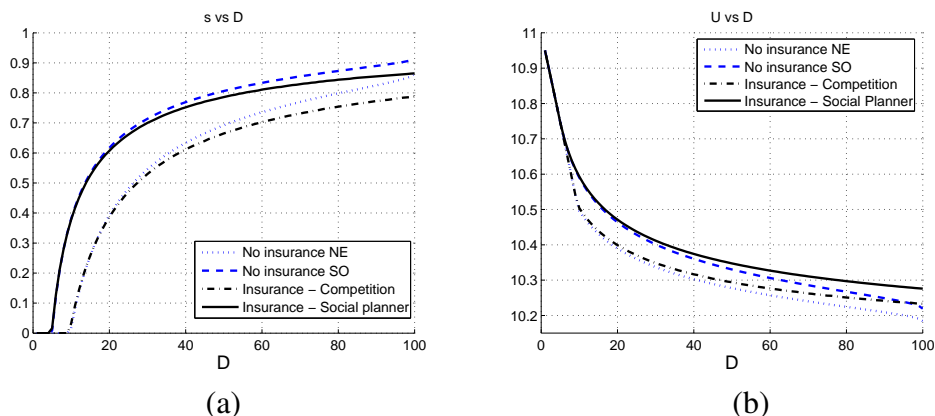 s vs D
1
0.9
0.8
0.7
0.6
0.5
0.4
0.3
0.2
0.1
0
0 20 40 60 80 100
D
No insurance NE
No insurance SO
Insurance − Competition
Insurance − Social planner
(a)
U vs D
11
10.9
10.8
10.7
10.6
10.5
10.4
10.3
10.2
0 20 40 60 80 100
D
No insurance NE
No insurance SO
Insurance − Competition
Insurance − Social Planner
(b)